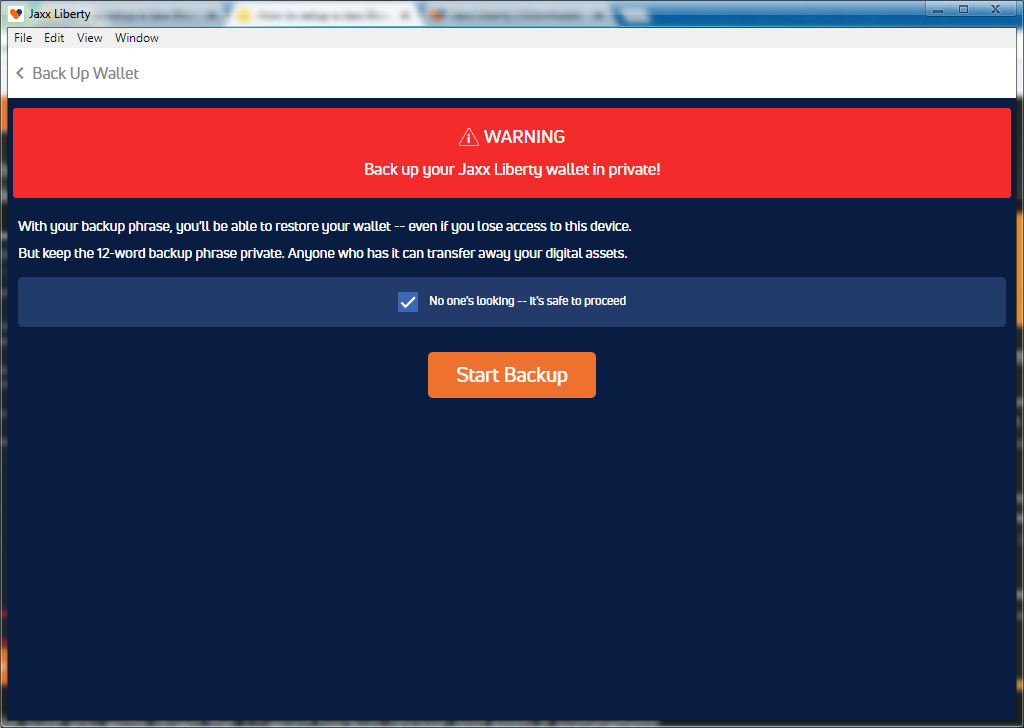 Jaxx Liberty
File Edit View Window
Back Up Wallet
WARNING
Back up your Jaxx Liberty wallet in private!
With your backup phrase, you'll be able to restore your wallet -- even if you lose access to this device.
But keep the 12-word backup phrase private. Anyone who has it can transfer away your digital assets.
No one's looking -- it's safe to proceed
Start Backup